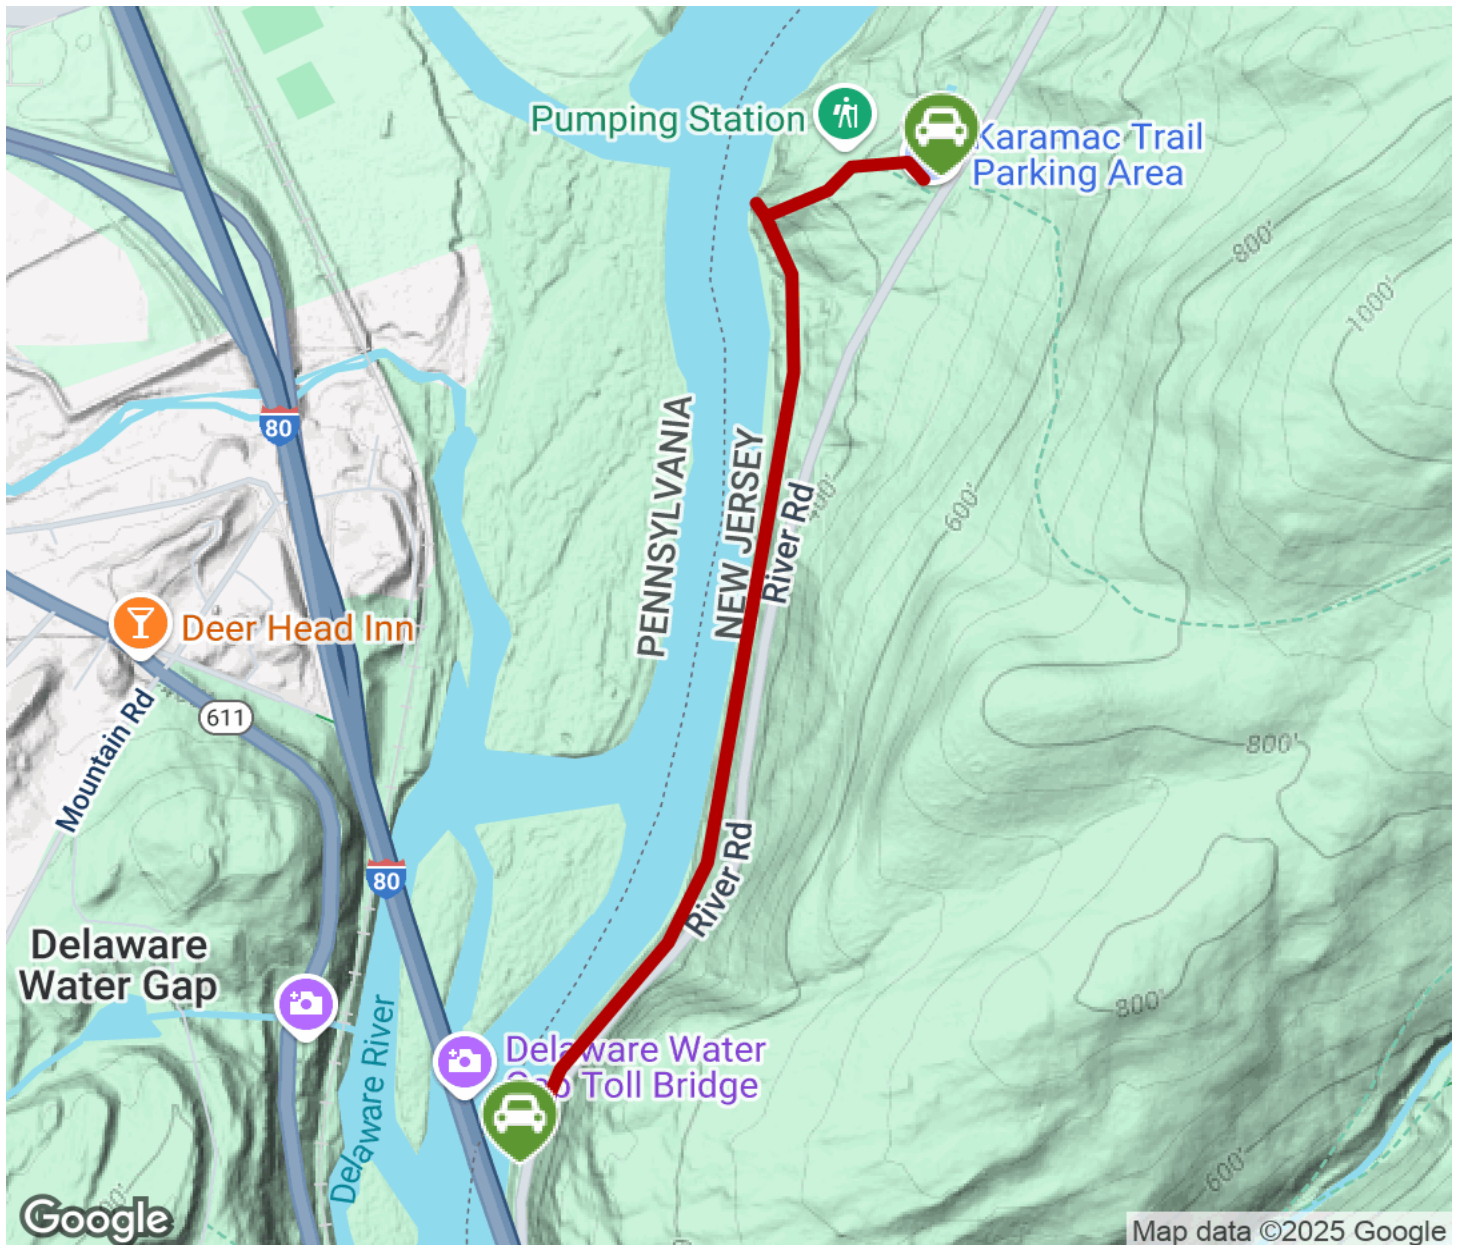 Pumping Station
Karamac Trail
Parking Area
800'
1000'
80
PENNSYLVANIA
NEW JERSEY
River Rd
600'
Deer Head Inn
611
Mountain Rd
800'
River Rd
80
Delaware
Water Gap
800'
Delaware River
Delaware Water
Gap Toll Bridge
600'
Google
Map data ©2025 Google